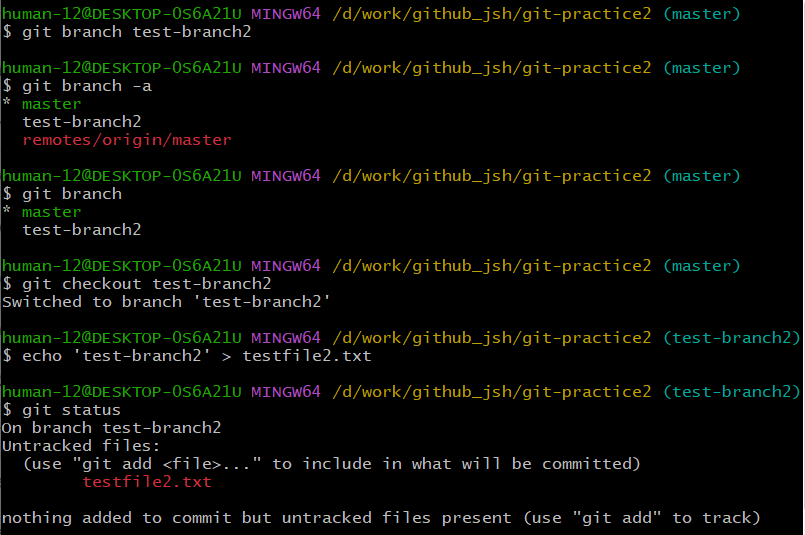 human-12@DESKTOP-OS6A21U MINGW64 /d/work/github_jsh/git-practice2 (master)
$ git branch test-branch2

human-12@DESKTOP-OS6A21U MINGW64 /d/work/github_jsh/git-practice2 (master)
$ git branch -a
* master
  test-branch2
  remotes/origin/master

human-12@DESKTOP-OS6A21U MINGW64 /d/work/github_jsh/git-practice2 (master)
$ git branch
* master
  test-branch2

human-12@DESKTOP-OS6A21U MINGW64 /d/work/github_jsh/git-practice2 (master)
$ git checkout test-branch2
Switched to branch 'test-branch2'

human-12@DESKTOP-OS6A21U MINGW64 /d/work/github_jsh/git-practice2 (test-branch2)
$ echo 'test-branch2' > testfile2.txt

human-12@DESKTOP-OS6A21U MINGW64 /d/work/github_jsh/git-practice2 (test-branch2)
$ git status
On branch test-branch2
Untracked files:
  (use "git add <file>..." to include in what will be committed)
        testfile2.txt

nothing added to commit but untracked files present (use "git add" to track)